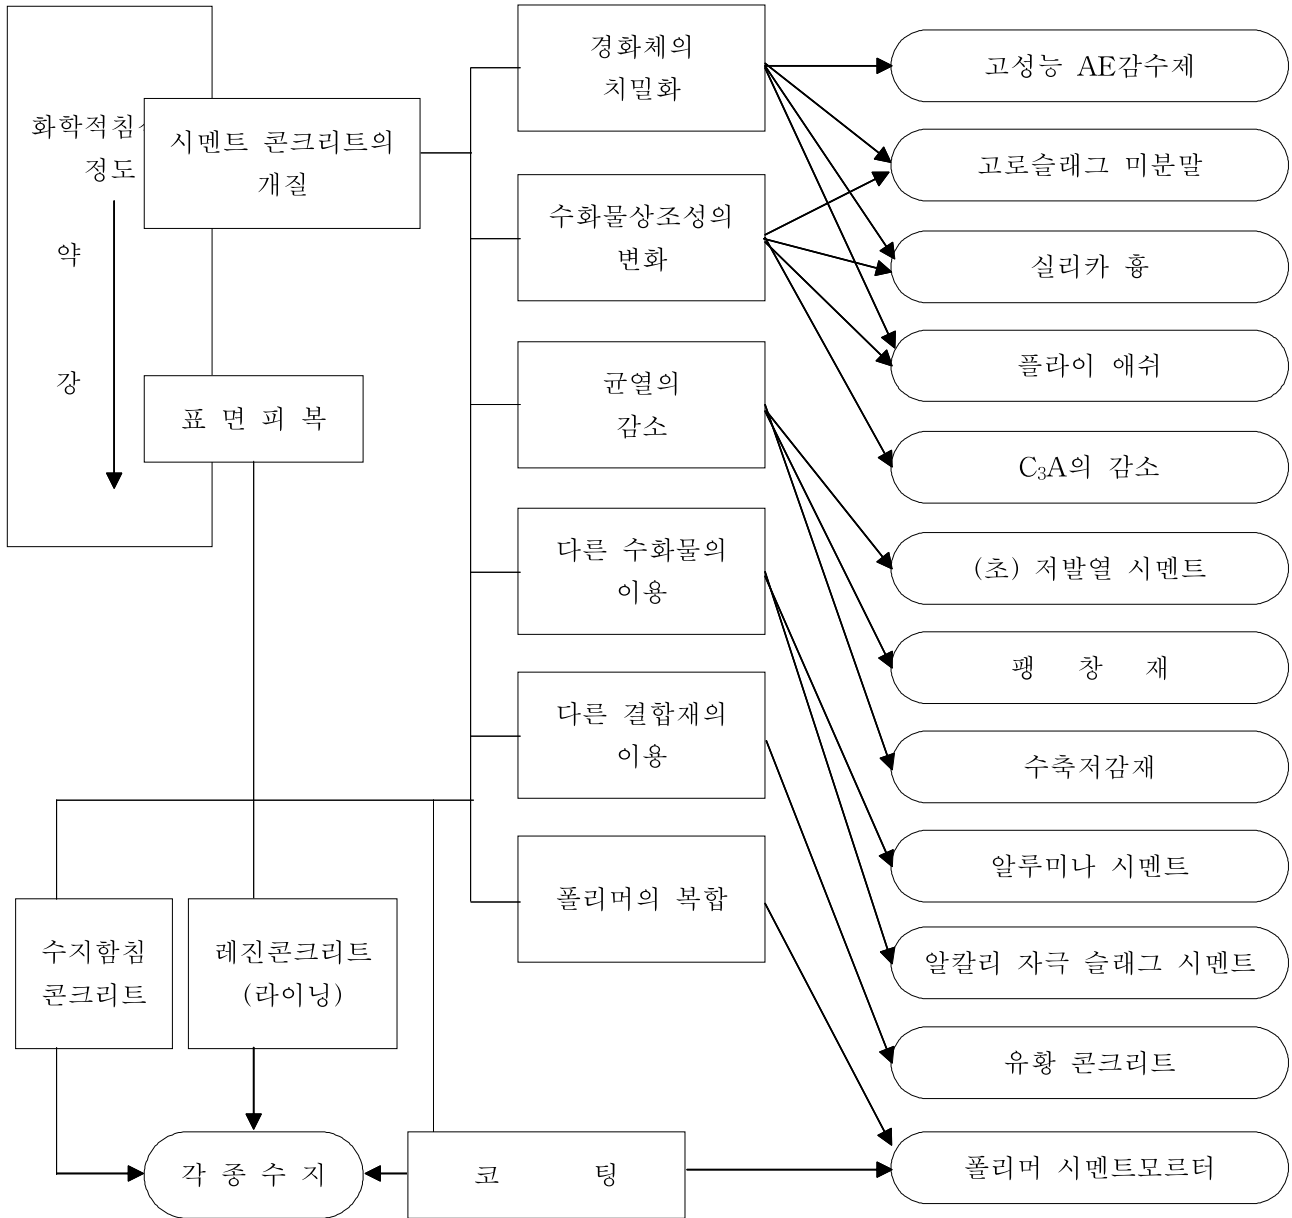 화학적침
정도
약
강
시멘트 콘크리트의
개질
표 면 피 복
경화체의
치밀화
수화물상조성의
변화
균열의
감소
다른 수화물의
이용
다른 결합재의
이용
폴리머의 복합
고성능 AE감수제
고로슬래그 미분말
실리카 흄
플라이 애쉬
C₃A의 감소
(초) 저발열 시멘트
팽 창 재
수축저감재
알루미나 시멘트
알칼리 자극 슬래그 시멘트
유황 콘크리트
폴리머 시멘트모르터
수지함침
콘크리트
레진콘크리트
(라이닝)
각 종 수 지
코 팅